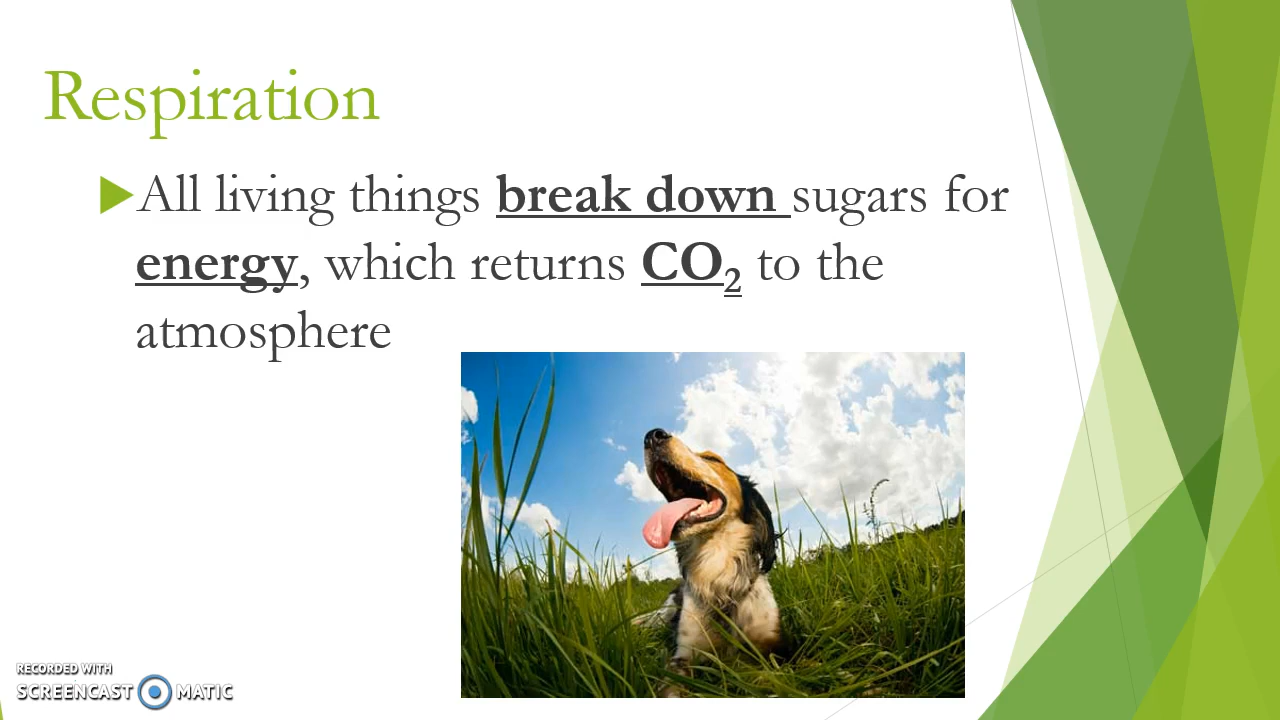 Respiration
All living things break down sugars for
energy, which returns CO₂ to the
atmosphere
RECORDED WITH
SCREENCAST MATIC